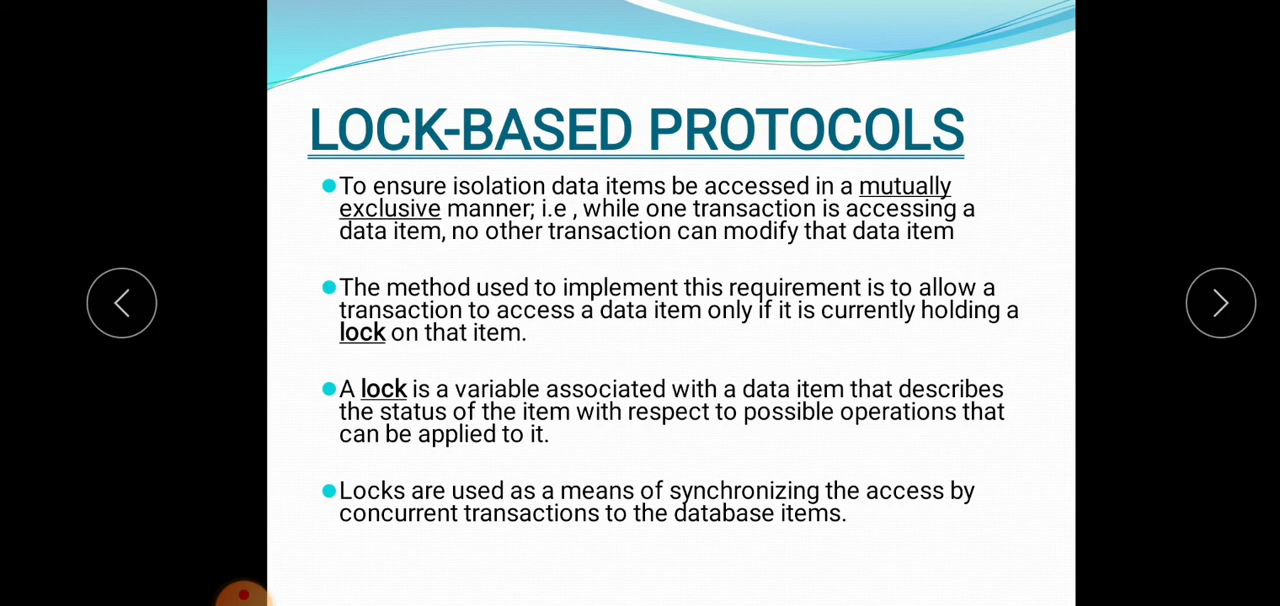 LOCK-BASED PROTOCOLS
To ensure isolation data items be accessed in a mutually
exclusive manner; i.e , while one transaction is accessing a
data item, no other transaction can modify that data item
The method used to implement this requirement is to allow a
transaction to access a data item only if it is currently holding a
lock on that item.
A lock is a variable associated with a data item that describes
the status of the item with respect to possible operations that
can be applied to it.
Locks are used as a means of synchronizing the access by
concurrent transactions to the database items.